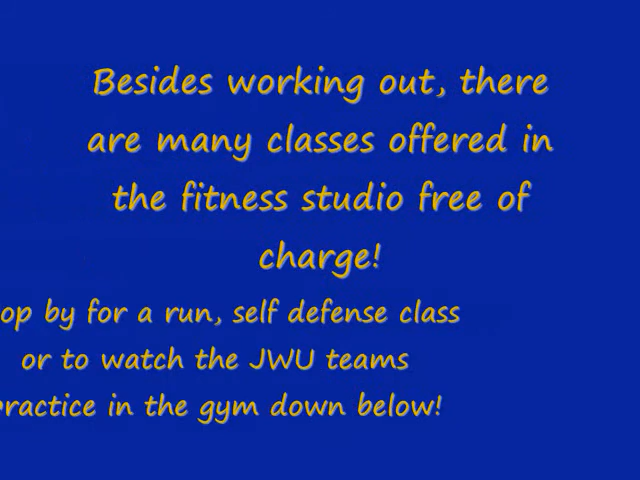 Besides working out, there
are many classes offered in
the fitness studio free of
charge!
op by for a run, self defense class
or to watch the JWU teams
practice in the gym down below!